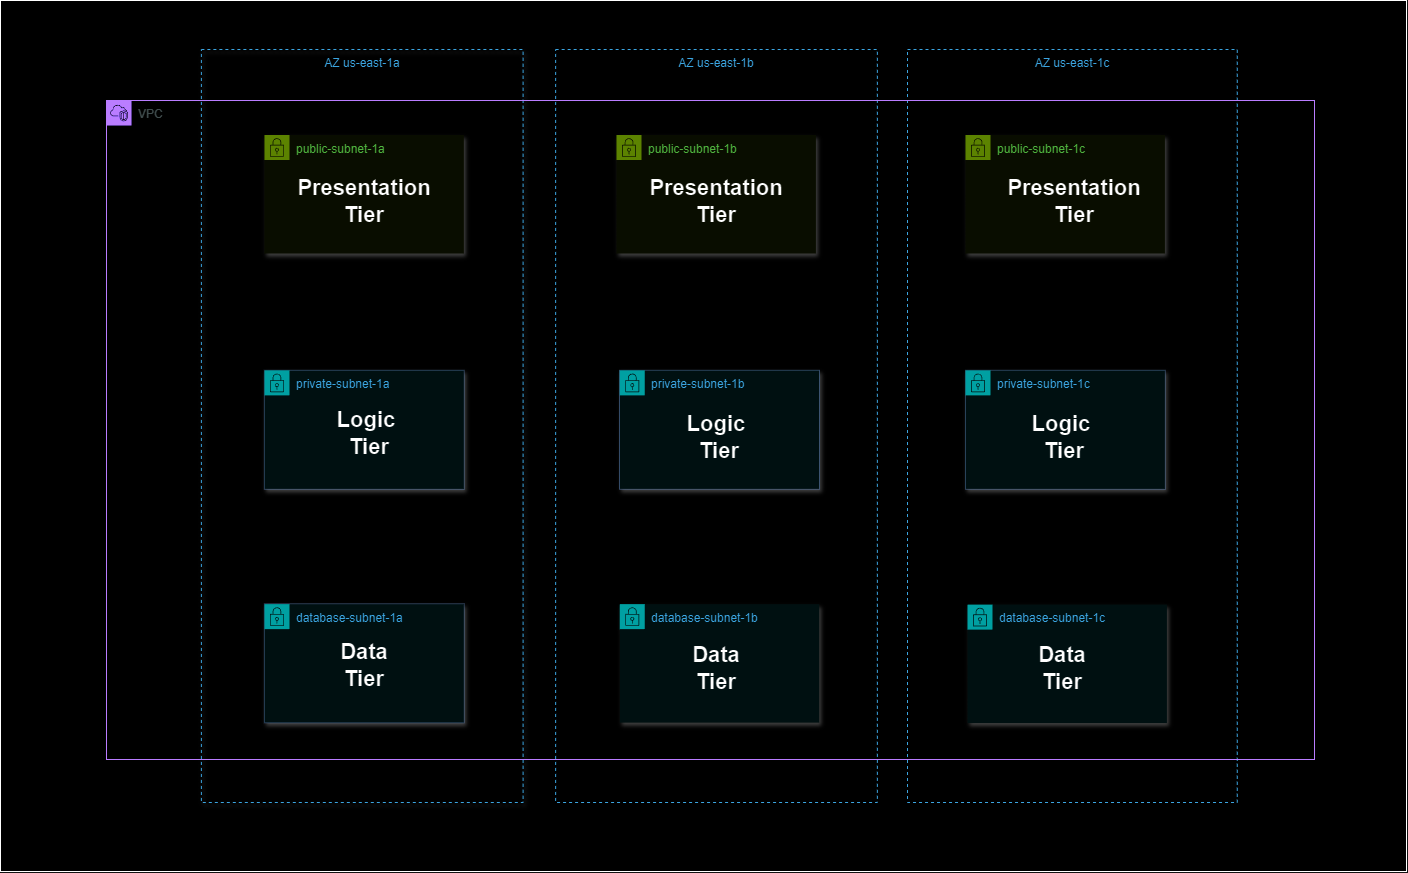 AZ us-east-1a
AZ us-east-1b
AZ us-east-1c
VPC
public-subnet-1a
Presentation
Tier
public-subnet-1b
Presentation
Tier
public-subnet-1c
Presentation
Tier
private-subnet-1a
Logic
Tier
private-subnet-1b
Logic
Tier
private-subnet-1c
Logic
Tier
database-subnet-1a
Data
Tier
database-subnet-1b
Data
Tier
database-subnet-1c
Data
Tier